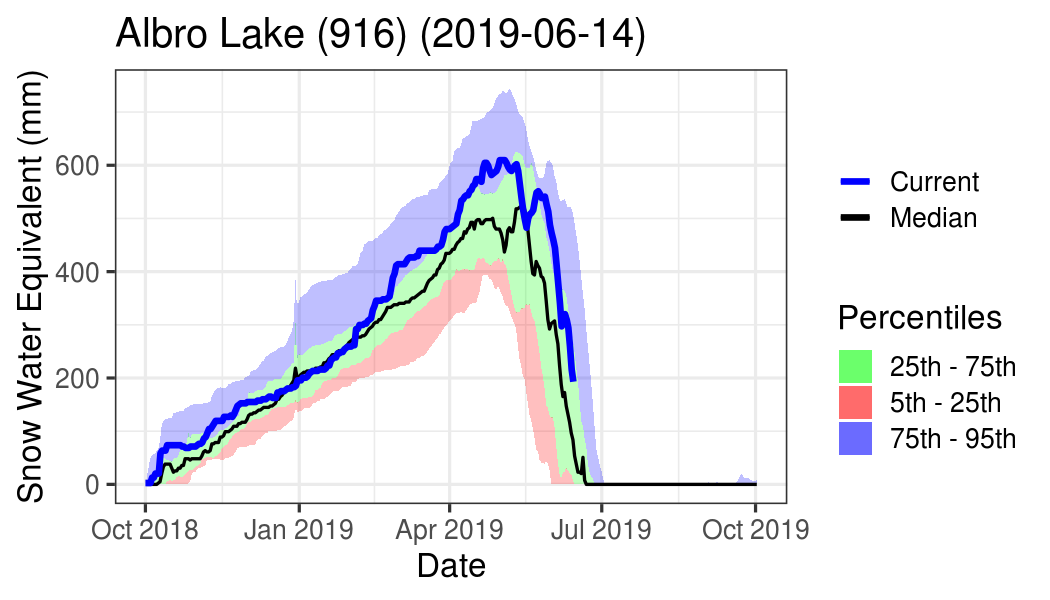 Albro Lake (916) (2019-06-14)
Snow Water Equivalent (mm)
600
400
200
0
Oct 2018
Jan 2019
Apr 2019
Jul 2019
Oct 2019
Date
Current
Median
Percentiles
25th - 75th
5th - 25th
75th - 95th